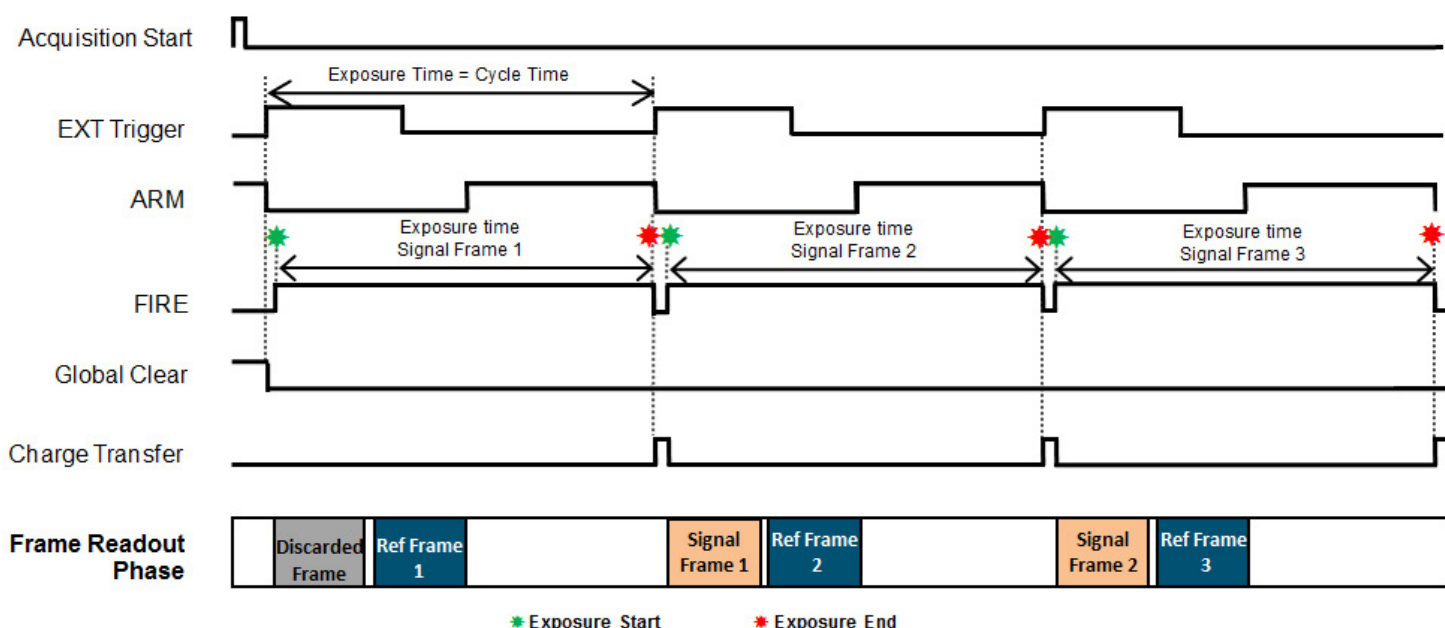 Acquisition Start
Exposure Time = Cycle Time
EXT Trigger
ARM
Exposure time
Signal Frame 1
Exposure time
Signal Frame 2
Exposure time
Signal Frame 3
FIRE
Global Clear
Charge Transfer
Frame Readout
Phase
Discarded
Frame
Ref Frame
1
Signal
Frame 1
Ref Frame
2
Signal
Frame 2
Ref Frame
3
Exposure Start
Exposure End